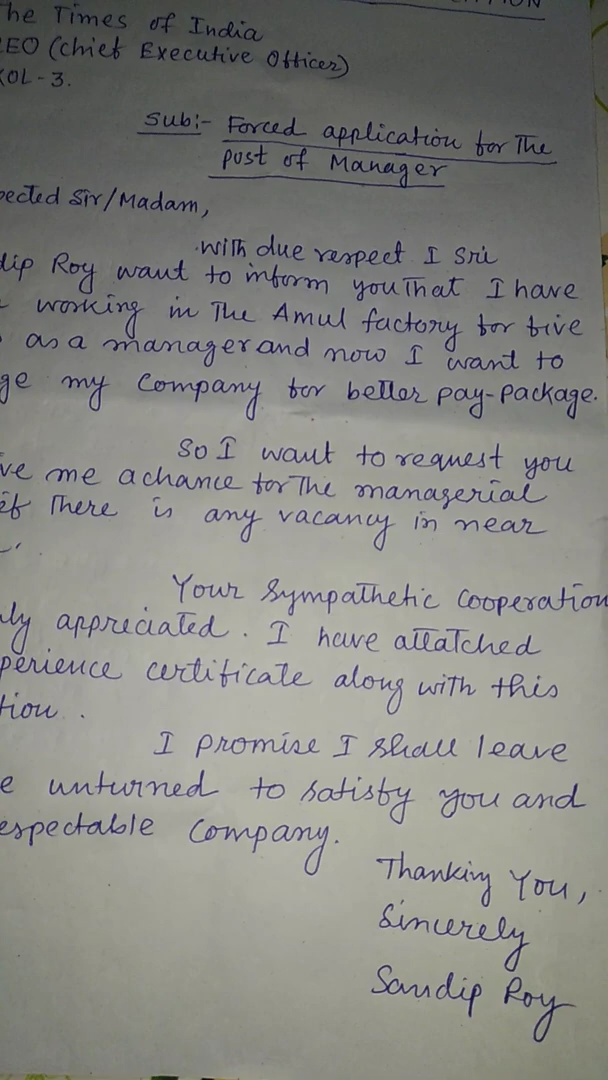 he Times of India
CEO (Chief Executive Officer)
KOL-3.
Sub:- Forced application for The
post of Manager
pected Sir/Madam,
With due respect I Sri
dip Roy want to inform you That I have
working in The Amul factory for five
as a manager and now I want to
ge my Company for better pay-package.
So I want to request you
ve me a chance for The managerial
if There is any vacancy in near
Your Sympathetic Cooperation
ly appreciated. I have attatched
perience certificate along with this
tion.
I promise I shall leave
e unturned to satisfy you and
espectable Company.
Thanking You,
Sincerely
Sandip Roy